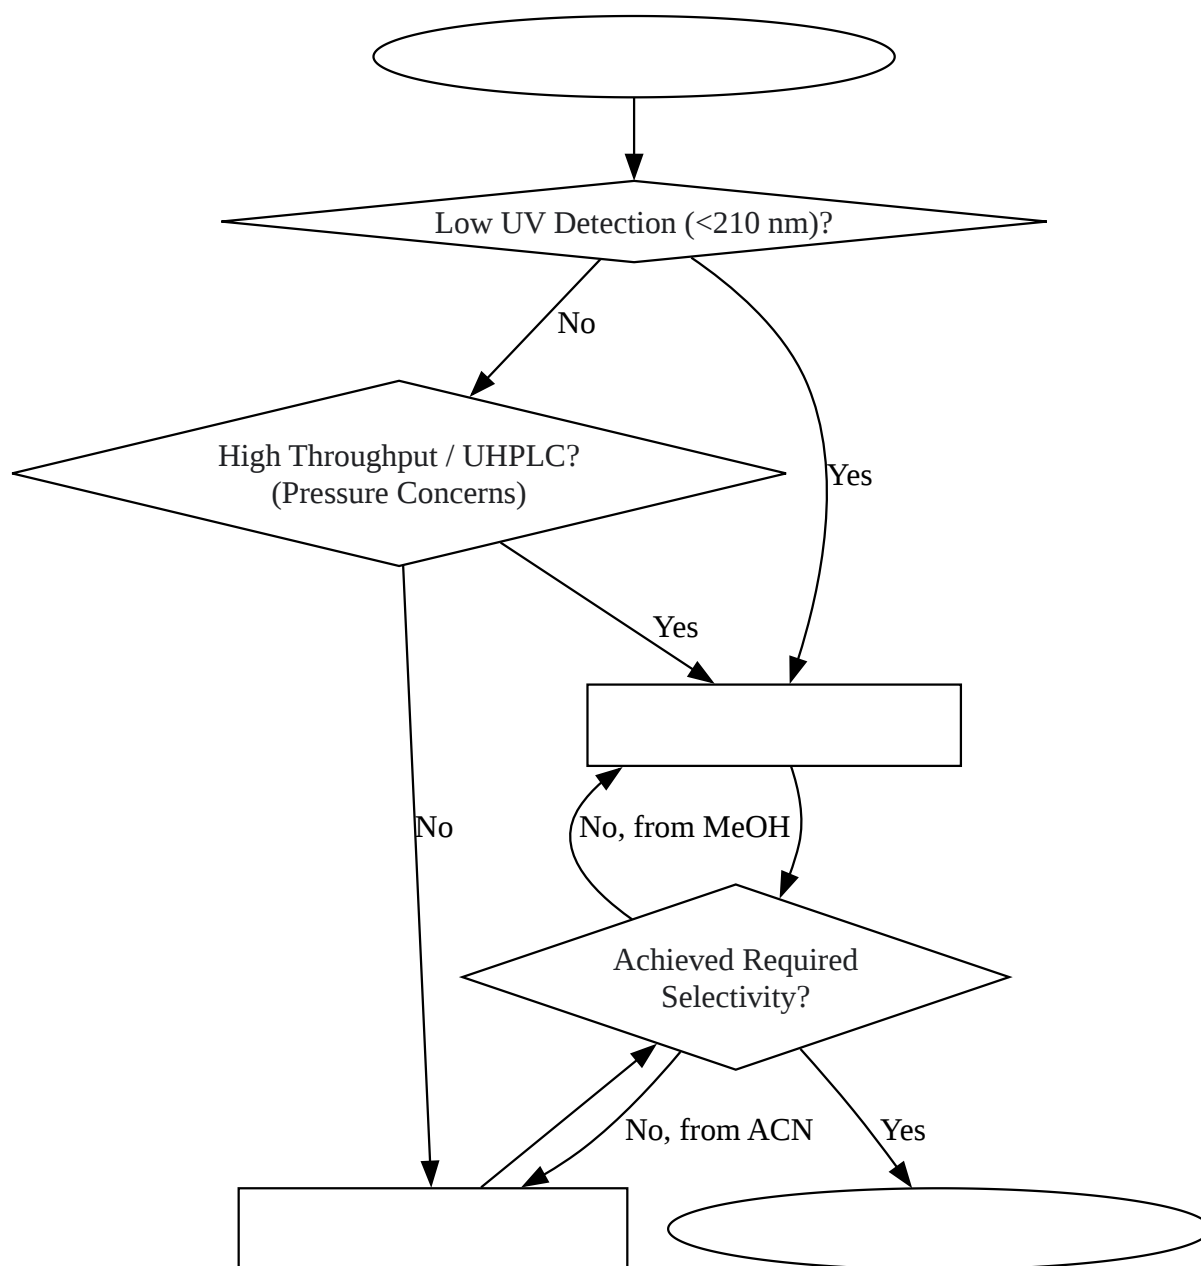 Low UV Detection (<210 nm)?
No
High Throughput / UHPLC?
(Pressure Concerns)
Yes
Yes
No, from MeOH
No
Achieved Required
Selectivity?
No, from ACN
Yes